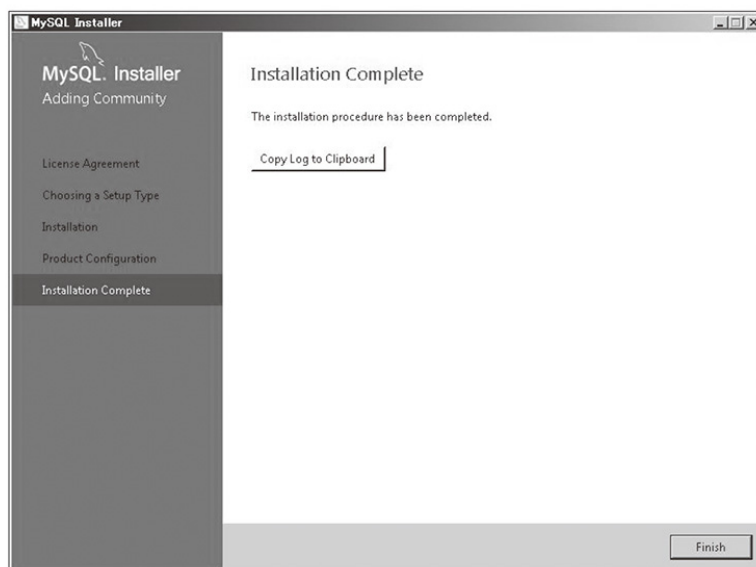 MySQL Installer
MySQL. Installer
Adding Community
License Agreement
Choosing a Setup Type
Installation
Product Configuration
Installation Complete
Installation Complete
The installation procedure has been completed.
Copy Log to Clipboard
Finish